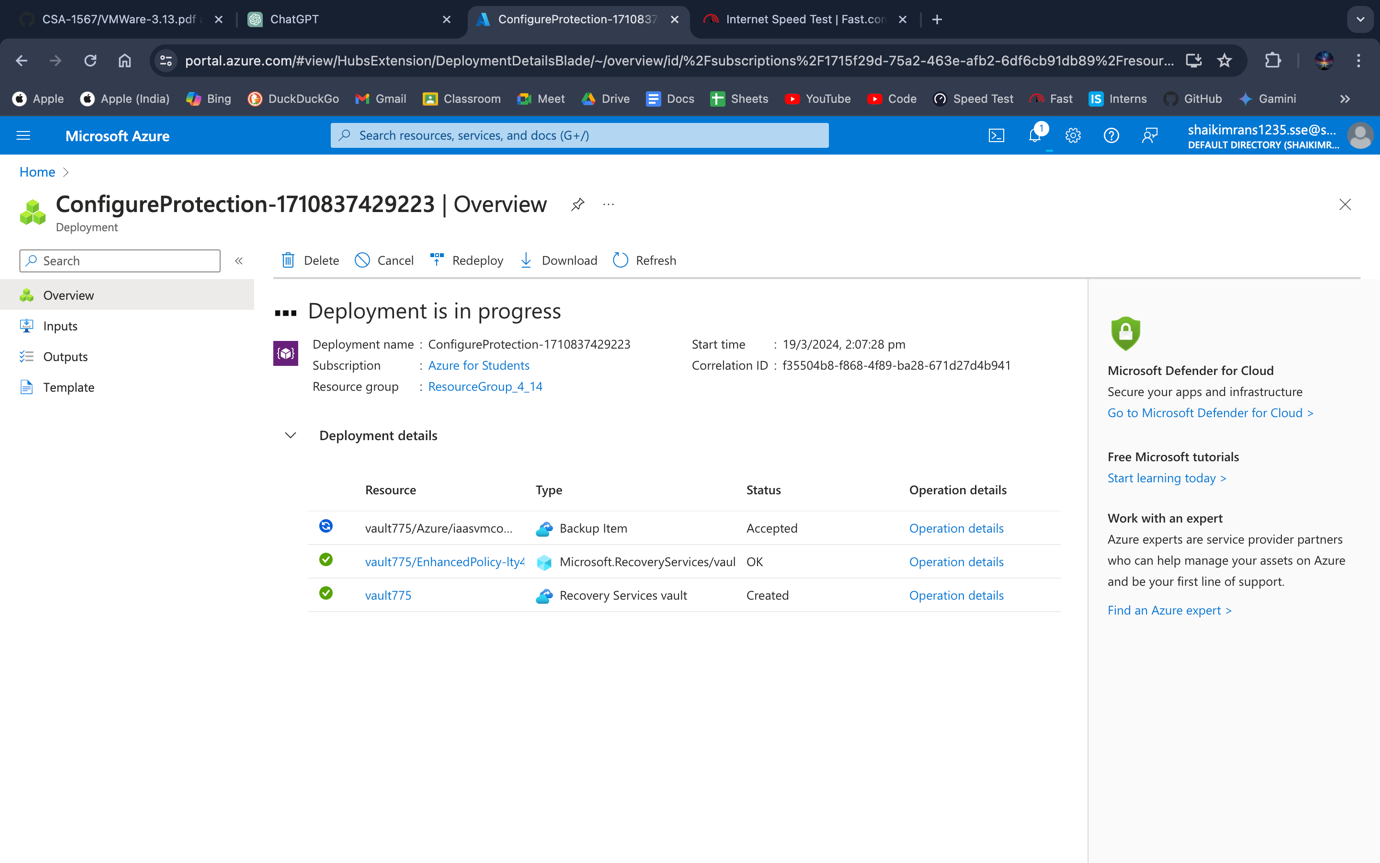 CSA-1567/VMWare-3.13.pdf
ChatGPT
ConfigureProtection-1710837
Internet Speed Test | Fast.com
portal.azure.com/#view/HubsExtension/DeploymentDetailsBlade/~/overview/id/%2Fsubscriptions%2F1715f29d-75a2-463e-afb2-6df6cb91db89%2Fresour...
Apple
Apple (India)
Bing
DuckDuckGo
Gmail
Classroom
Meet
Drive
Docs
Sheets
YouTube
Code
Speed Test
Fast
IS Interns
GitHub
Gamini
Microsoft Azure
Search resources, services, and docs (G+/)
1
shaikimrans1235.sse@s...
DEFAULT DIRECTORY (SHAIKIMR...
Home
ConfigureProtection-1710837429223 | Overview
...
Deployment
Search
Overview
Inputs
Outputs
Template
Delete
Cancel
Redeploy
Download
Refresh
Deployment is in progress
Deployment name : ConfigureProtection-1710837429223
Subscription : Azure for Students
Resource group : ResourceGroup_4_14
Start time : 19/3/2024, 2:07:28 pm
Correlation ID : f35504b8-f868-4f89-ba28-671d27d4b941
Deployment details
Resource Type Status Operation details
vault775/Azure/iaasvmco... Backup Item Accepted Operation details
vault775/EnhancedPolicy-lty4 Microsoft.RecoveryServices/vaul OK Operation details
vault775 Recovery Services vault Created Operation details
Microsoft Defender for Cloud
Secure your apps and infrastructure
Go to Microsoft Defender for Cloud >
Free Microsoft tutorials
Start learning today >
Work with an expert
Azure experts are service provider partners
who can help manage your assets on Azure
and be your first line of support.
Find an Azure expert >